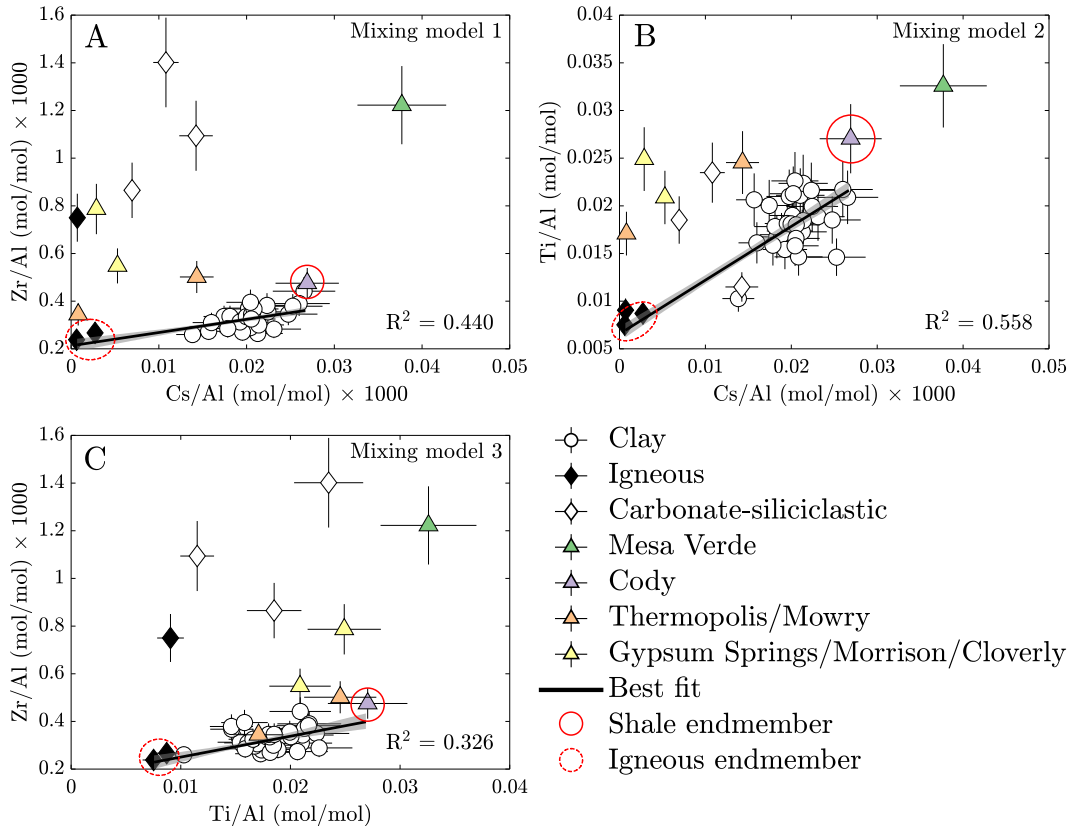 A
Mixing model 1
1.6
1.4
1.2
1
0.8
0.6
0.4
0.2
Zr/Al (mol/mol) × 1000
R² = 0.440
0
0.01
0.02
0.03
0.04
0.05
Cs/Al (mol/mol) × 1000
B
Mixing model 2
0.04
0.035
0.03
0.025
0.02
0.015
0.01
0.005
Ti/Al (mol/mol)
R² = 0.558
0
0.01
0.02
0.03
0.04
0.05
Cs/Al (mol/mol) × 1000
C
Mixing model 3
1.6
1.4
1.2
1
0.8
0.6
0.4
0.2
Zr/Al (mol/mol) × 1000
R² = 0.326
0
0.01
0.02
0.03
0.04
Ti/Al (mol/mol)
Clay
Igneous
Carbonate-siliciclastic
Mesa Verde
Cody
Thermopolis/Mowry
Gypsum Springs/Morrison/Cloverly
Best fit
Shale endmember
Igneous endmember